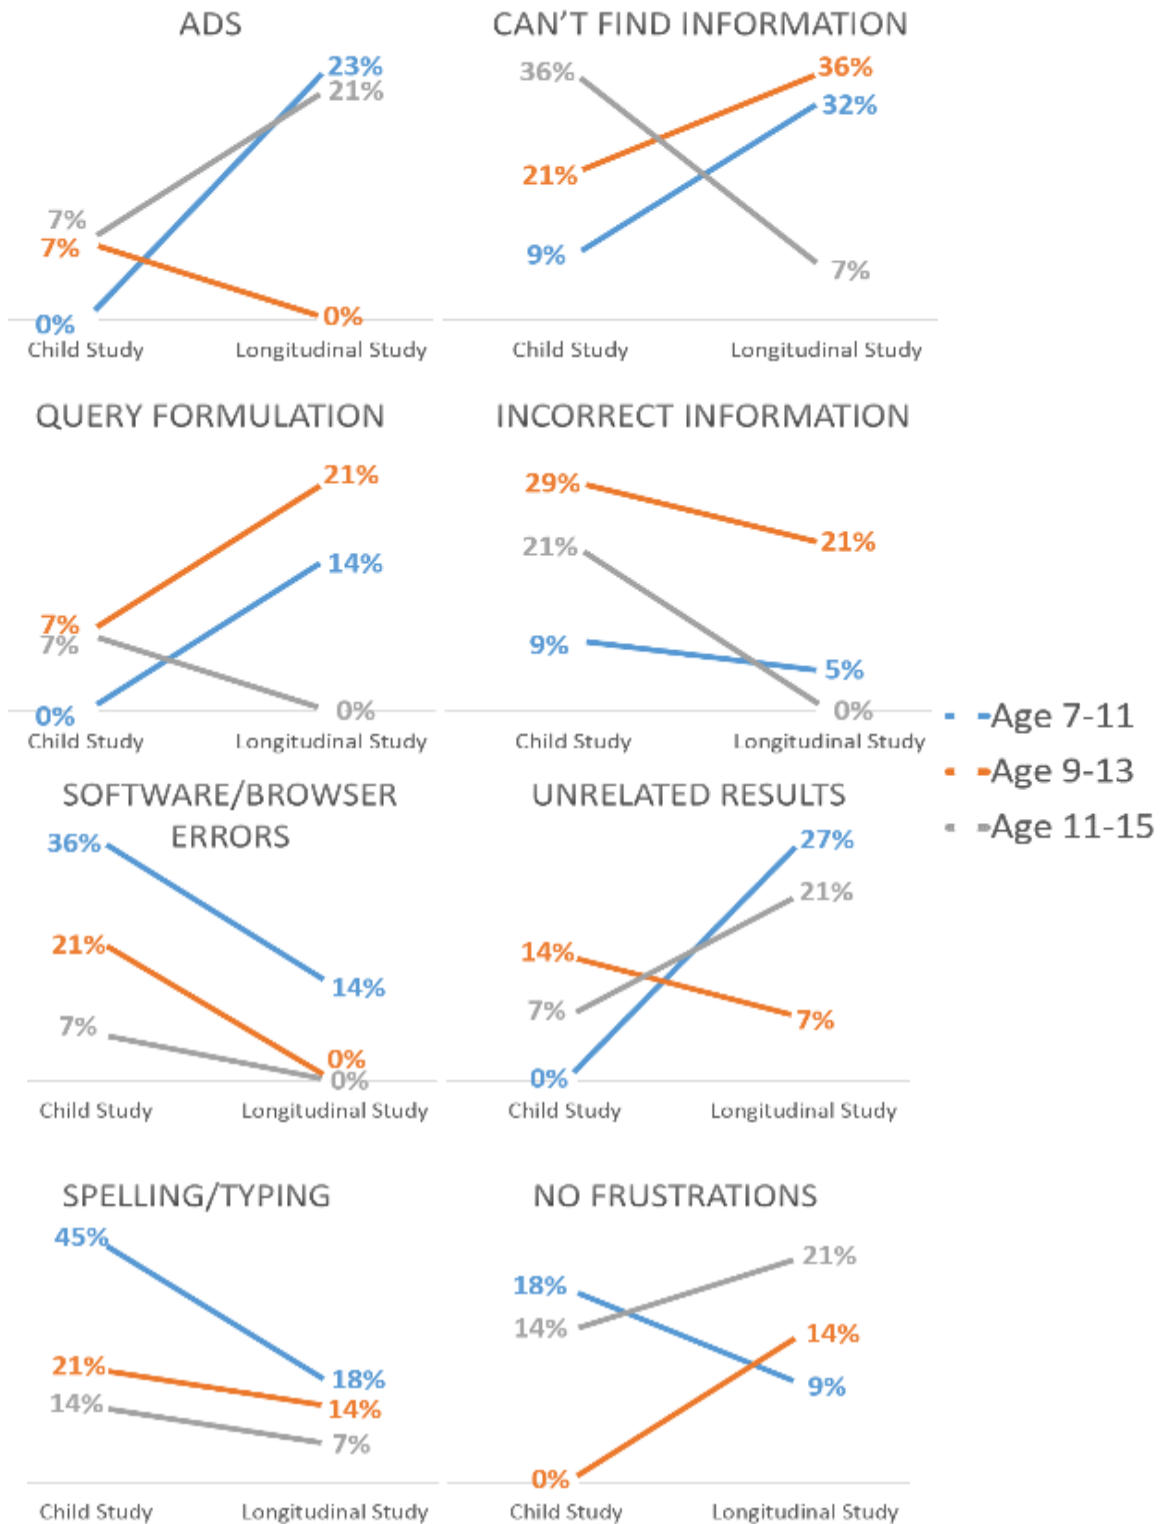 ADS
23%
21%
7%
7%
0%
0%
Child Study
Longitudinal Study
CAN'T FIND INFORMATION
36%
36%
32%
21%
9%
7%
Child Study
Longitudinal Study
QUERY FORMULATION
21%
14%
7%
7%
0%
0%
Child Study
Longitudinal Study
INCORRECT INFORMATION
29%
21%
21%
9%
5%
0%
Child Study
Longitudinal Study
Age 7-11
Age 9-13
Age 11-15
SOFTWARE/BROWSER
ERRORS
36%
21%
14%
7%
0%
0%
Child Study
Longitudinal Study
UNRELATED RESULTS
27%
21%
14%
7%
7%
0%
Child Study
Longitudinal Study
SPELLING/TYPING
45%
21%
18%
14%
14%
7%
Child Study
Longitudinal Study
NO FRUSTRATIONS
21%
18%
14%
14%
9%
0%
Child Study
Longitudinal Study